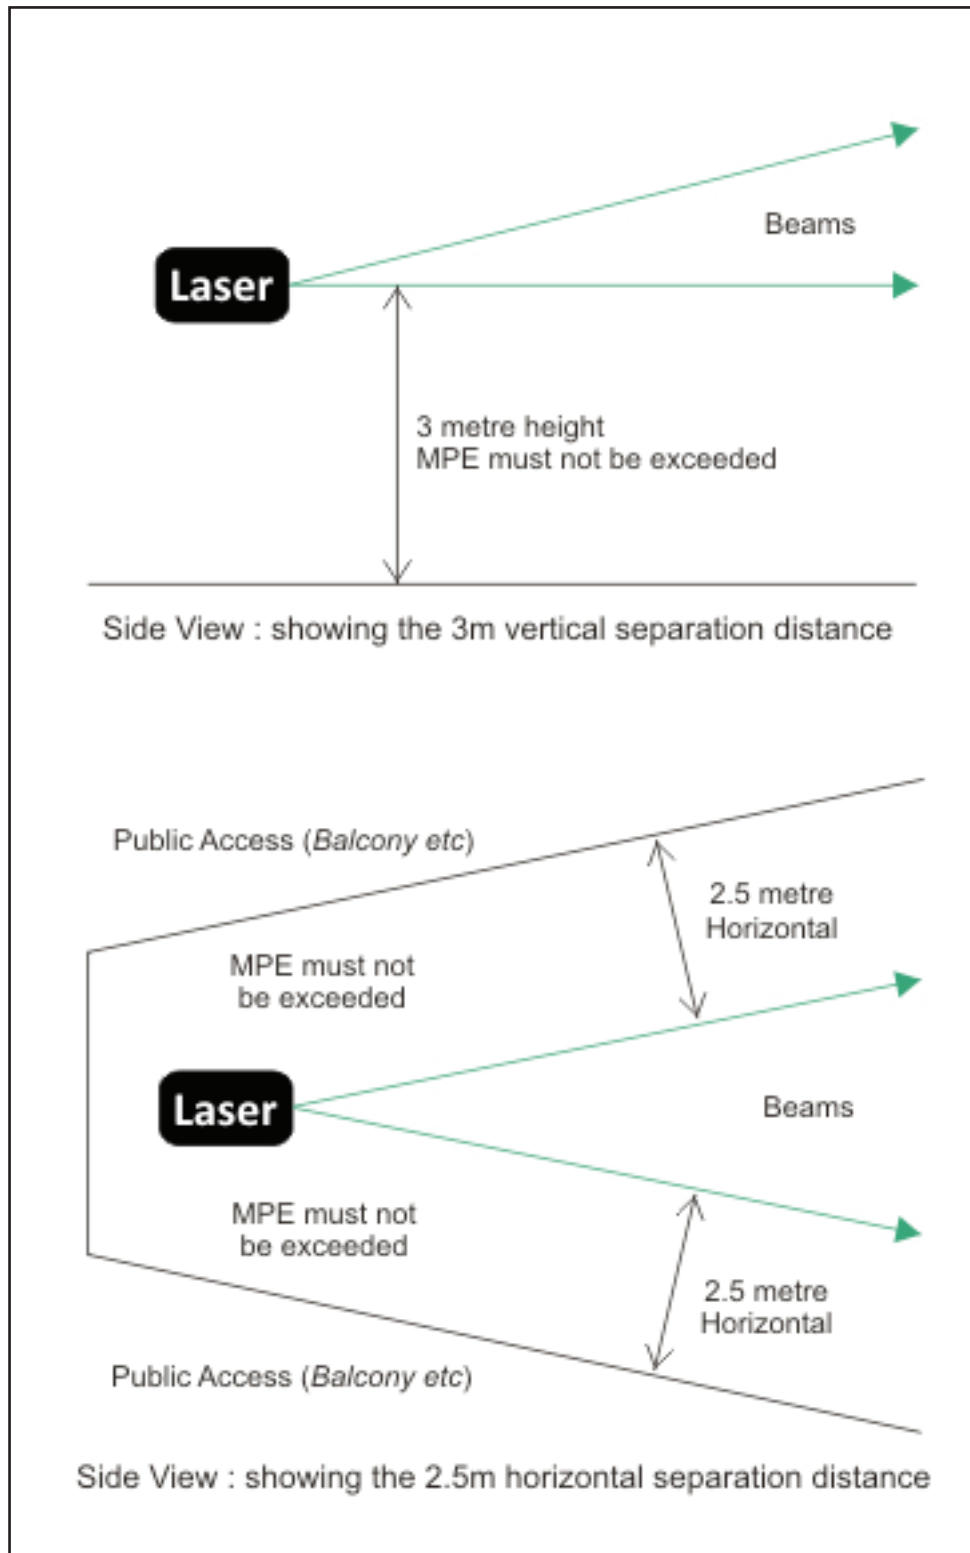 Beams
Laser
3 metre height
MPE must not be exceeded
Side View : showing the 3m vertical separation distance
Public Access (Balcony etc)
2.5 metre
Horizontal
MPE must not
be exceeded
Laser
Beams
MPE must not
be exceeded
2.5 metre
Horizontal
Public Access (Balcony etc)
Side View : showing the 2.5m horizontal separation distance